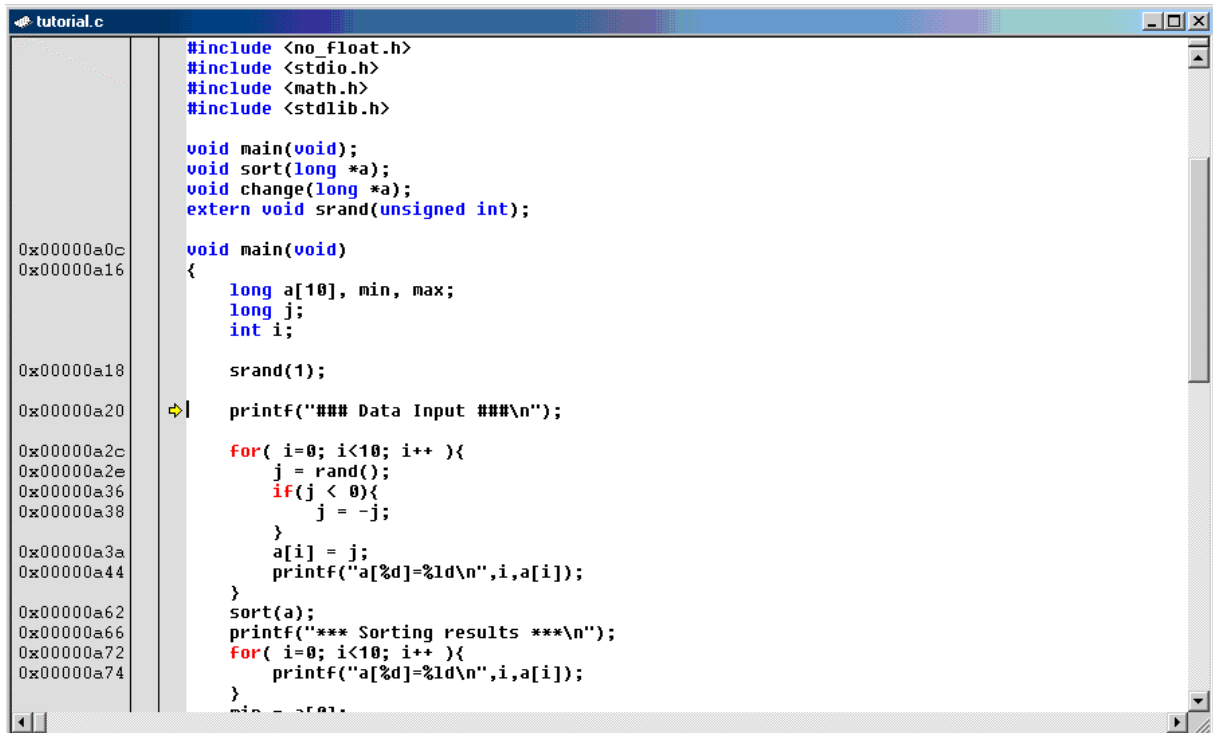 tutorial.c
#include <no_float.h>
#include <stdio.h>
#include <math.h>
#include <stdlib.h>
void main(void);
void sort(long *a);
void change(long *a);
extern void srand(unsigned int);
0x00000a0c void main(void)
0x00000a16 {
long a[10], min, max;
long j;
int i;
0x00000a18 srand(1);
0x00000a20 printf("### Data Input ###\n");
0x00000a2c for( i=0; i<10; i++ ){
0x00000a2e j = rand();
0x00000a36 if(j < 0){
0x00000a38 j = -j;
}
0x00000a3a a[i] = j;
0x00000a44 printf("a[%d]=%ld\n",i,a[i]);
}
0x00000a62 sort(a);
0x00000a66 printf("*** Sorting results ***\n");
0x00000a72 for( i=0; i<10; i++ ){
0x00000a74 printf("a[%d]=%ld\n",i,a[i]);
}
min = a[0];